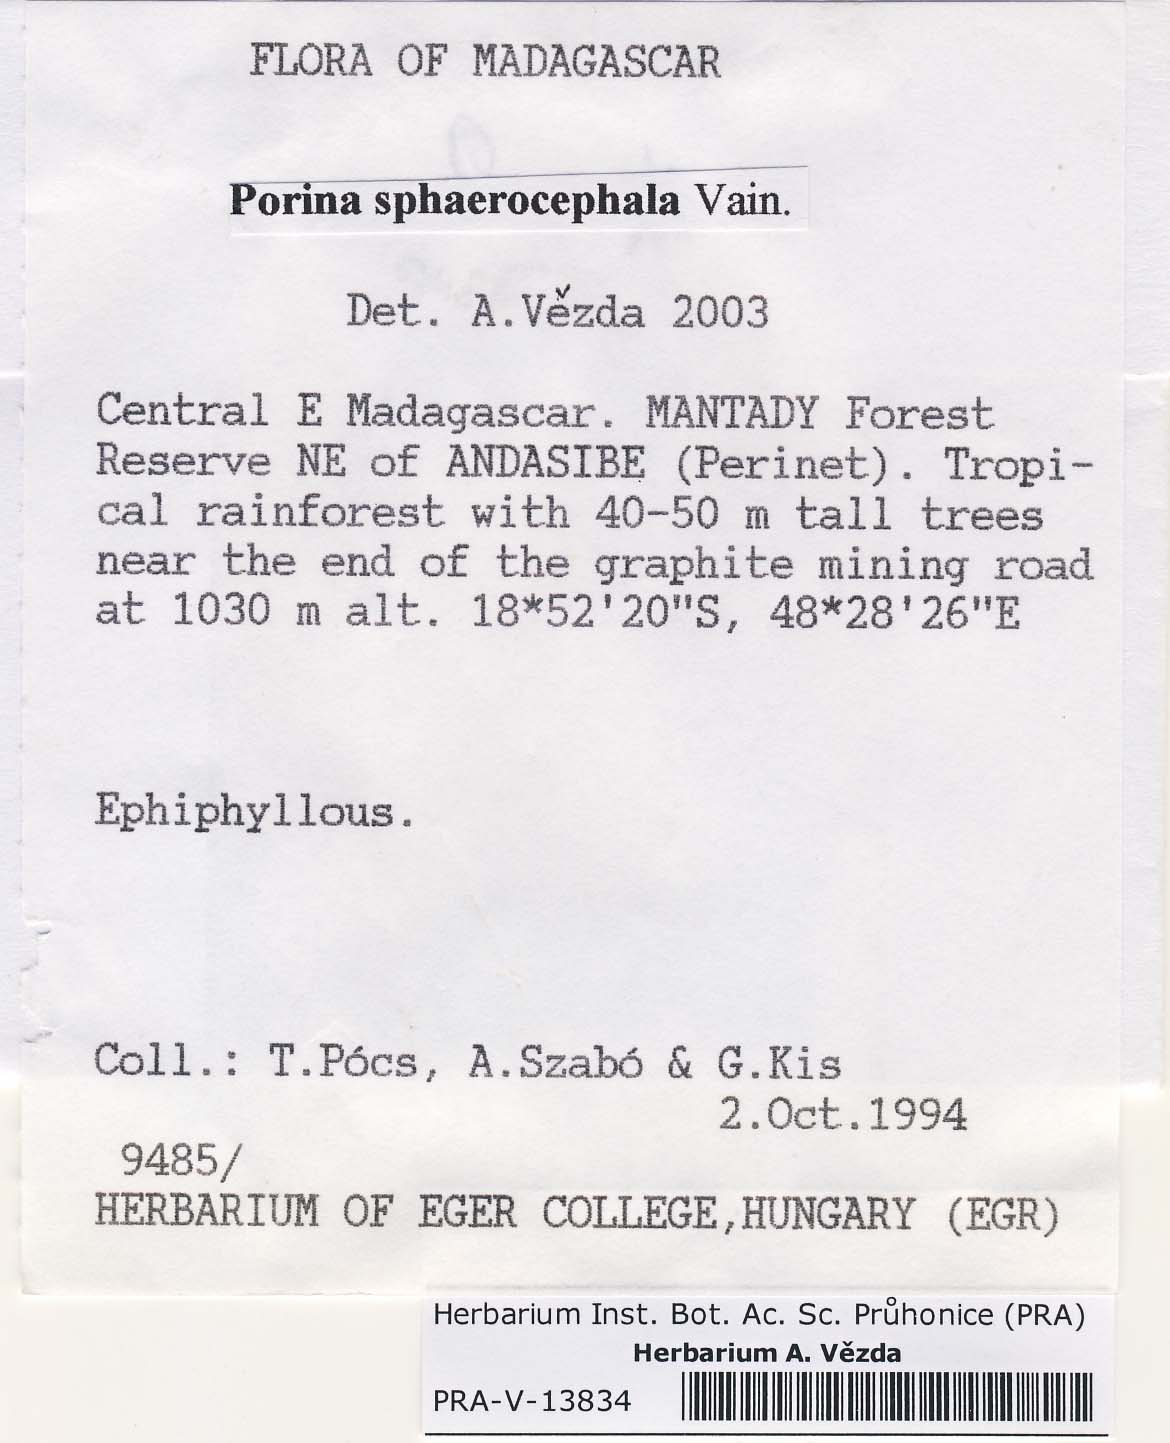 FLORA OF MADAGASCAR
Porina sphaerocephala Vain.
Det. A.Vězda 2003
Central E Madagascar. MANTADY Forest
Reserve NE of ANDASIBE (Perinet). Tropi-
cal rainforest with 40-50 m tall trees
near the end of the graphite mining road
at 1030 m alt. 18*52'20"S, 48*28'26"E
Ephiphyllous.
Coll.: T.Pócs, A.Szabó & G.Kis
2.Oct.1994
9485/
HERBARIUM OF EGER COLLEGE,HUNGARY (EGR)
Herbarium Inst. Bot. Ac. Sc. Průhonice (PRA)
Herbarium A. Vězda
PRA-V-13834